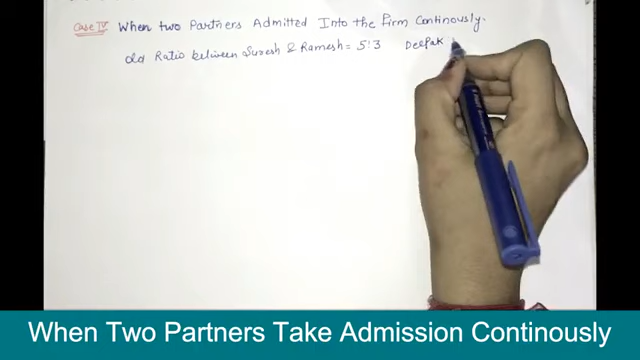 Case IV When two Partners Admitted Into the Firm Continously.
old Ratio between Suresh & Ramesh = 5:3 Deepak
When Two Partners Take Admission Continously